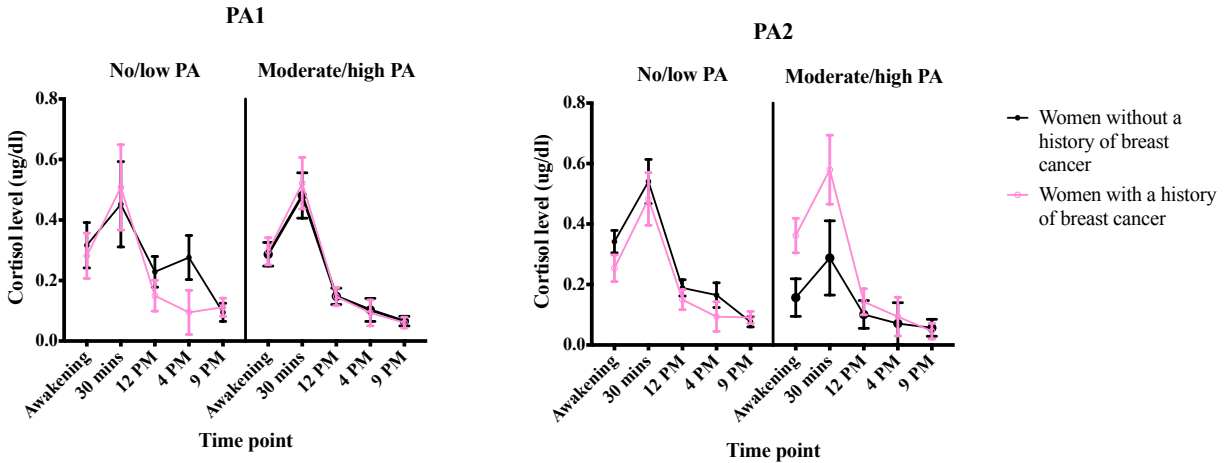 PA1
No/low PA
Moderate/high PA
Cortisol level (ug/dl)
0.8
0.6
0.4
0.2
0.0
Awakening
30 mins
12 PM
4 PM
9 PM
Awakening
30 mins
12 PM
4 PM
9 PM
Time point
PA2
No/low PA
Moderate/high PA
Cortisol level (ug/dl)
0.8
0.6
0.4
0.2
0.0
Awakening
30 mins
12 PM
4 PM
9 PM
Awakening
30 mins
12 PM
4 PM
9 PM
Time point
Women without a
history of breast
cancer
Women with a history
of breast cancer